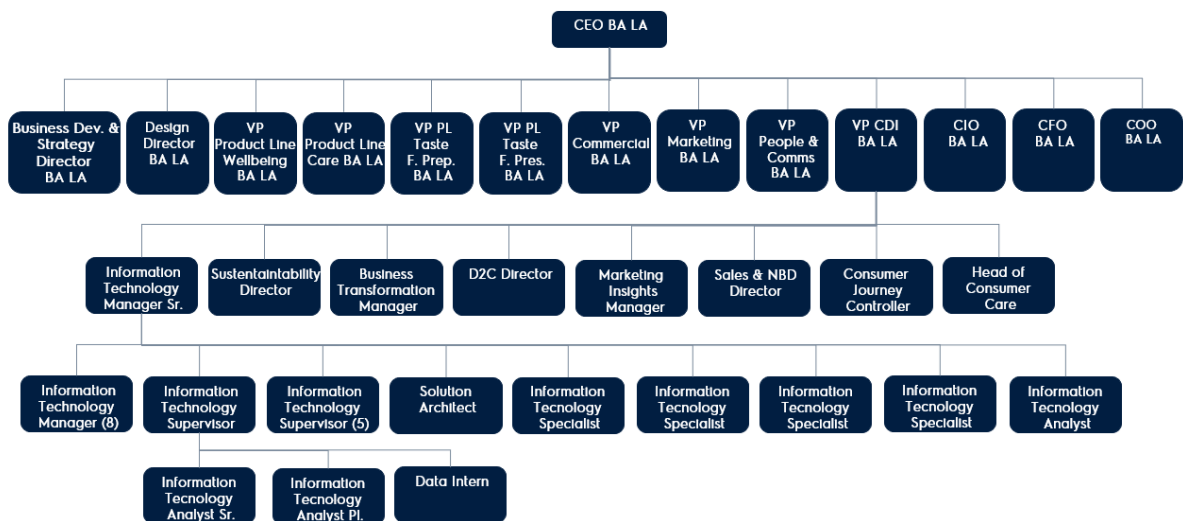 CEO BA LA
Business Dev. &
Strategy
Director
BA LA
Design
Director
BA LA
VP
Product Line
Wellbeing
BA LA
VP
Product Line
Care BA LA
VP PL
Taste
F. Prep.
BA LA
VP PL
Taste
F. Pres.
BA LA
VP
Commercial
BA LA
VP
Marketing
BA LA
VP
People &
Comms
BA LA
VP CDI
BA LA
CIO
BA LA
CFO
BA LA
COO
BA LA
Information
Technology
Manager Sr.
Sustentaintability
Director
Business
Transformation
Manager
D2C Director
Marketing
Insights
Manager
Sales & NBD
Director
Consumer
Journey
Controller
Head of
Consumer
Care
Information
Technology
Manager (8)
Information
Technology
Supervisor
Information
Technology
Supervisor (5)
Solution
Architect
Information
Tecnology
Specialist
Information
Tecnology
Specialist
Information
Tecnology
Specialist
Information
Tecnology
Specialist
Information
Tecnology
Analyst
Information
Tecnology
Analyst Sr.
Information
Tecnology
Analyst Pl.
Data Intern